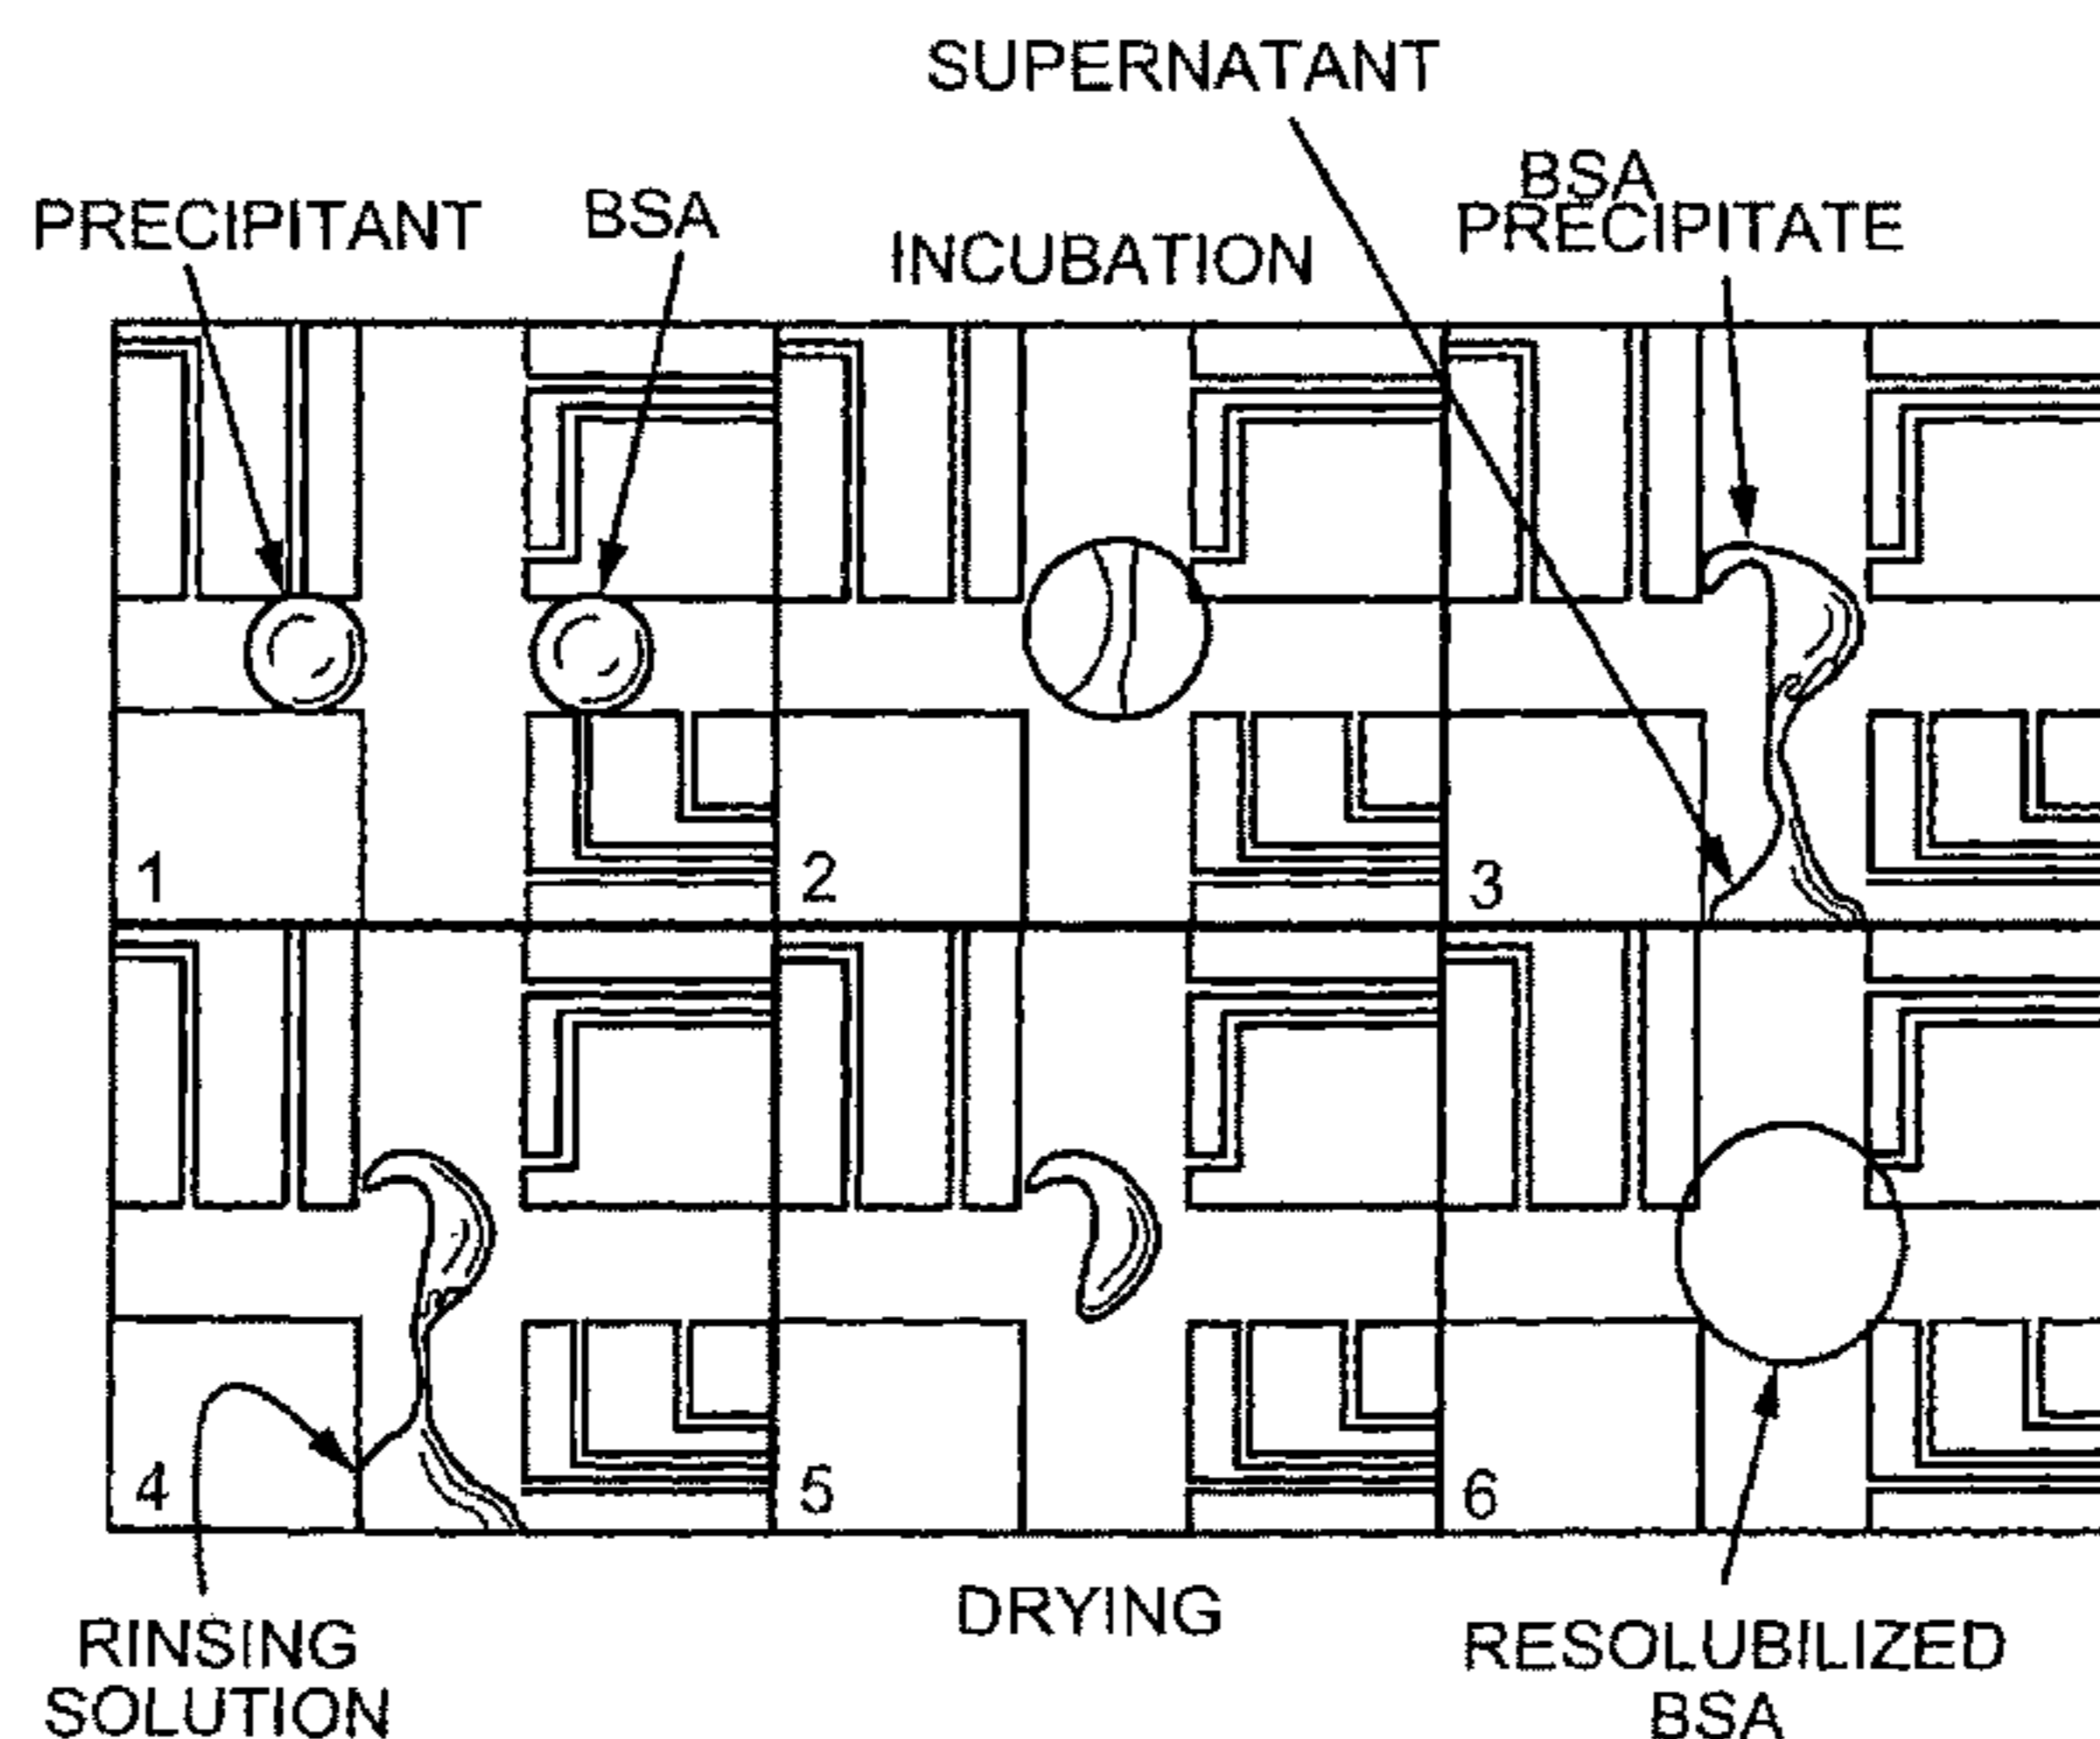 SUPERNATANT
BSA
PRECIPITATE
PRECIPITANT
BSA
INCUBATION
1
2
3
4
5
6
RINSING
SOLUTION
DRYING
RESOLUBILIZED
BSA